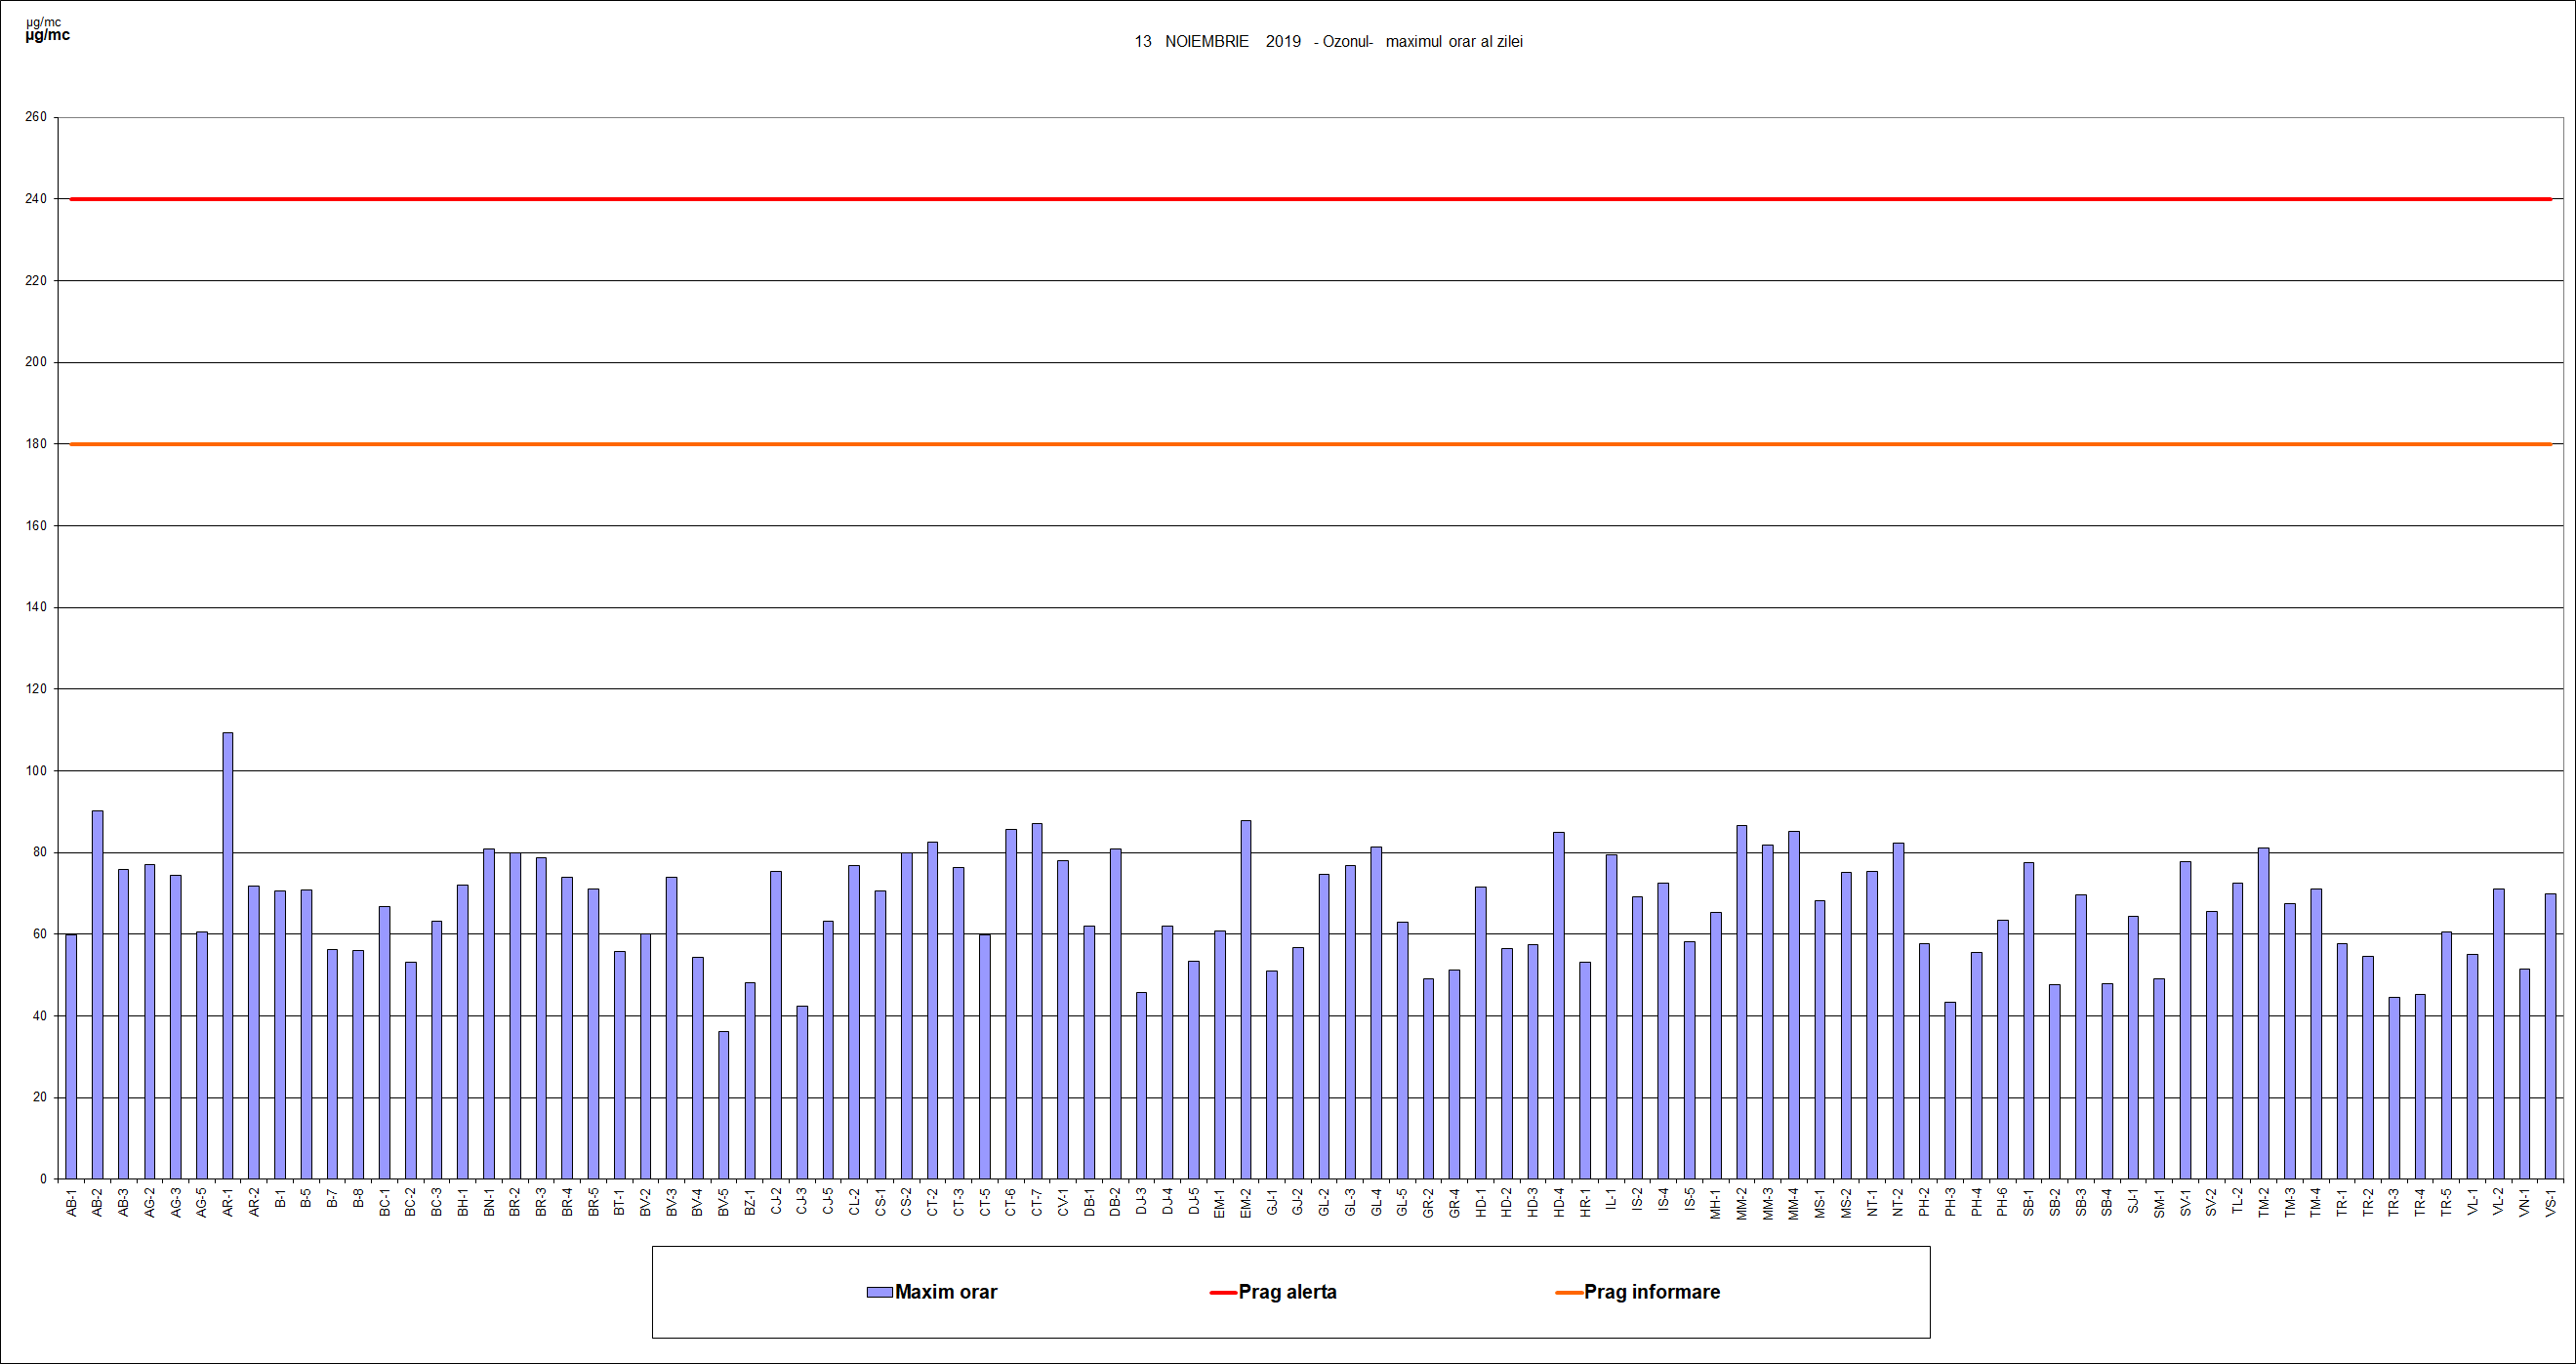 µg/mc
µg/mc
13 NOIEMBRIE 2019 - Ozonul- maximul orar al zilei
260
240
220
200
180
160
140
120
100
80
60
40
20
0
AB-1 AB-2 AB-3 AG-2 AG-3 AG-5 AR-1 AR-2 B-1 B-5 B-7 B-8 BC-1 BC-2 BC-3 BH-1 BN-1 BR-2 BR-3 BR-4 BR-5 BT-1 BV-2 BV-3 BV-4 BV-5 BZ-1 CJ-2 CJ-3 CJ-5 CL-2 CS-1 CS-2 CT-2 CT-3 CT-5 CT-6 CT-7 CV-1 DB-1 DB-2 DJ-3 DJ-4 DJ-5 EM-1 EM-2 GJ-1 GJ-2 GL-2 GL-3 GL-4 GL-5 GR-2 GR-4 HD-1 HD-2 HD-3 HD-4 HR-1 IL-1 IS-2 IS-4 IS-5 MH-1 MM-2 MM-3 MM-4 MS-1 MS-2 NT-1 NT-2 PH-2 PH-3 PH-4 PH-6 SB-1 SB-2 SB-3 SB-4 SJ-1 SM-1 SV-1 SV-2 TL-2 TM-2 TM-3 TM-4 TR-1 TR-2 TR-3 TR-4 TR-5 VL-1 VL-2 VN-1 VS-1
Maxim orar Prag alerta Prag informare